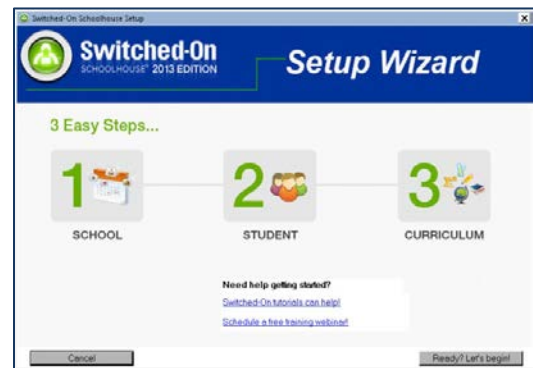 Switched-On Schoolhouse Setup
Switched-On
SCHOOLHOUSE® 2013 EDITION
Setup Wizard
3 Easy Steps...
1
2
3
SCHOOL
STUDENT
CURRICULUM
Need help getting started?
Switched-On tutorials can help!
Schedule a free training webinar!
Cancel
Ready? Let's begin!